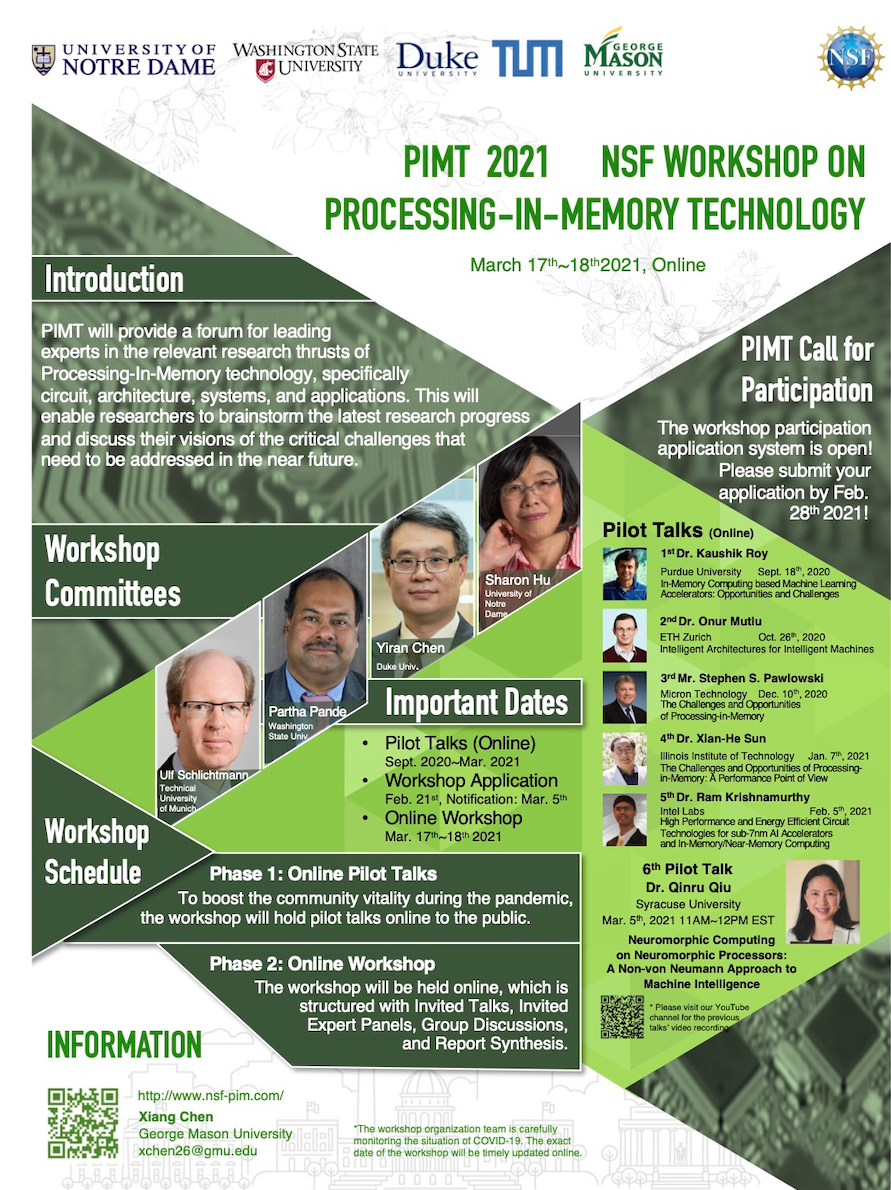 UNIVERSITY OF
NOTRE DAME
WASHINGTON STATE
UNIVERSITY
Duke
UNIVERSITY
TUM
GEORGE
MASON
UNIVERSITY
NSF
PIMT 2021 NSF WORKSHOP ON
PROCESSING-IN-MEMORY TECHNOLOGY
March 17th~18th2021, Online
Introduction
PIMT will provide a forum for leading
experts in the relevant research thrusts of
Processing-In-Memory technology, specifically
circuit, architecture, systems, and applications. This will
enable researchers to brainstorm the latest research progress
and discuss their visions of the critical challenges that
need to be addressed in the near future.
PIMT Call for
Participation
The workshop participation
application system is open!
Please submit your
application by Feb.
28th 2021!
Workshop
Committees
Sharon Hu
University of
Notre
Dame
Yiran Chen
Duke Univ.
Partha Pande
Washington
State Univ
Ulf Schlichtmann
Technical
University
of Munich
Important Dates
• Pilot Talks (Online)
Sept. 2020~Mar. 2021
• Workshop Application
Feb. 21st, Notification: Mar. 5th
• Online Workshop
Mar. 17th~18th 2021
Pilot Talks (Online)
1st Dr. Kaushik Roy
Purdue University Sept. 18th, 2020
In-Memory Computing based Machine Learning
Accelerators: Opportunities and Challenges
2nd Dr. Onur Mutlu
ETH Zurich Oct. 26th, 2020
Intelligent Architectures for Intelligent Machines
3rd Mr. Stephen S. Pawlowski
Micron Technology Dec. 10th, 2020
The Challenges and Opportunities
of Processing-in-Memory
4th Dr. Xian-He Sun
Illinois Institute of Technology Jan. 7th, 2021
The Challenges and Opportunities of Processing-
in-Memory: A Performance Point of View
5th Dr. Ram Krishnamurthy
Intel Labs Feb. 5th, 2021
High Performance and Energy Efficient Circuit
Technologies for sub-7nm AI Accelerators
and In-Memory/Near-Memory Computing
6th Pilot Talk
Dr. Qinru Qiu
Syracuse University
Mar. 5th, 2021 11AM~12PM EST
Neuromorphic Computing
on Neuromorphic Processors:
A Non-von Neumann Approach to
Machine Intelligence
* Please visit our YouTube
channel for the previous
talks' video recording
Workshop
Schedule
Phase 1: Online Pilot Talks
To boost the community vitality during the pandemic,
the workshop will hold pilot talks online to the public.
Phase 2: Online Workshop
The workshop will be held online, which is
structured with Invited Talks, Invited
Expert Panels, Group Discussions,
and Report Synthesis.
INFORMATION
http://www.nsf-pim.com/
Xiang Chen
George Mason University
xchen26@gmu.edu
*The workshop organization team is carefully
monitoring the situation of COVID-19. The exact
date of the workshop will be timely updated online.